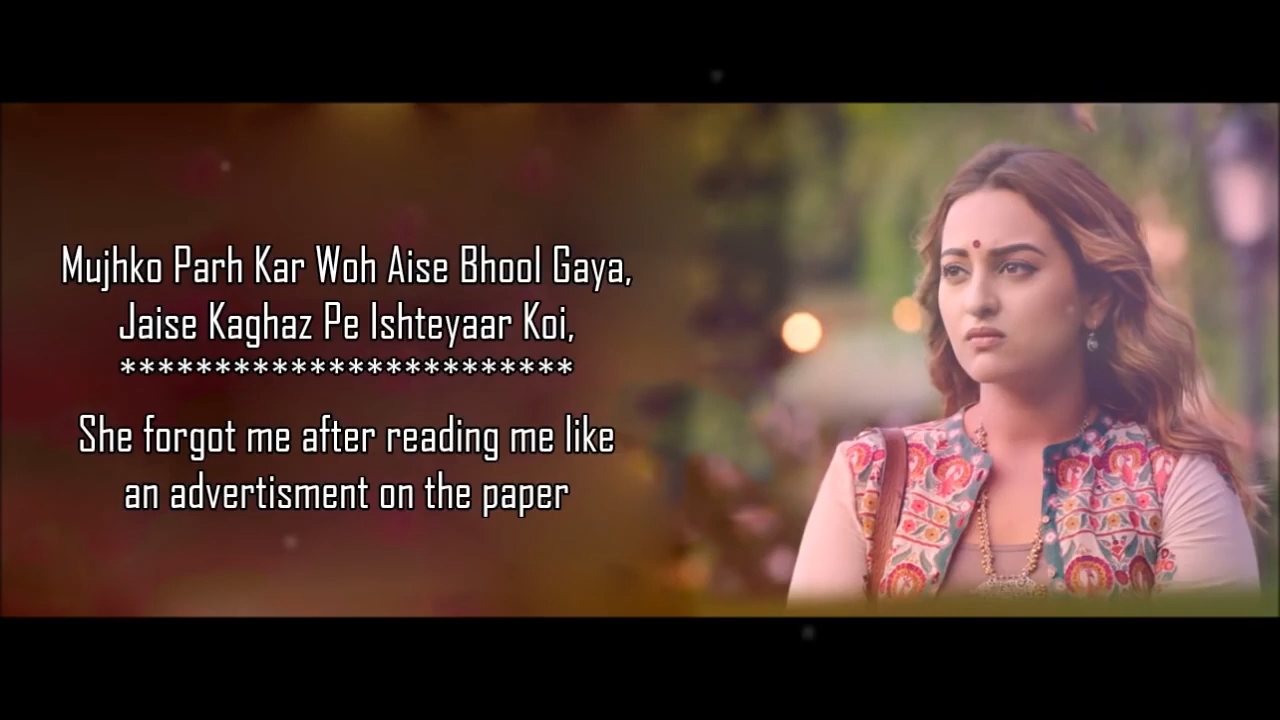 Mujhko Parh Kar Woh Aise Bhool Gaya,
Jaise Kaghaz Pe Ishteyaar Koi,
************************
She forgot me after reading me like
an advertisment on the paper